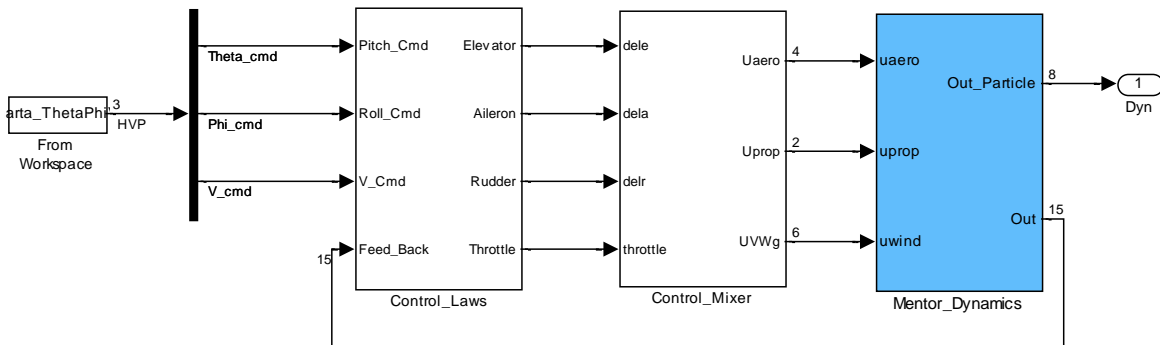 arta_ThetaPhi'
From
Workspace
3
HVP
Theta_cmd
Phi_cmd
V_cmd
Pitch_Cmd
Roll_Cmd
V_Cmd
Feed_Back
15
Elevator
Aileron
Rudder
Throttle
Control_Laws
dele
dela
delr
throttle
Uaero
Uprop
UVWg
Control_Mixer
4
2
6
uaero
uprop
uwind
Out_Particle
Out
Mentor_Dynamics
8
15
1
Dyn